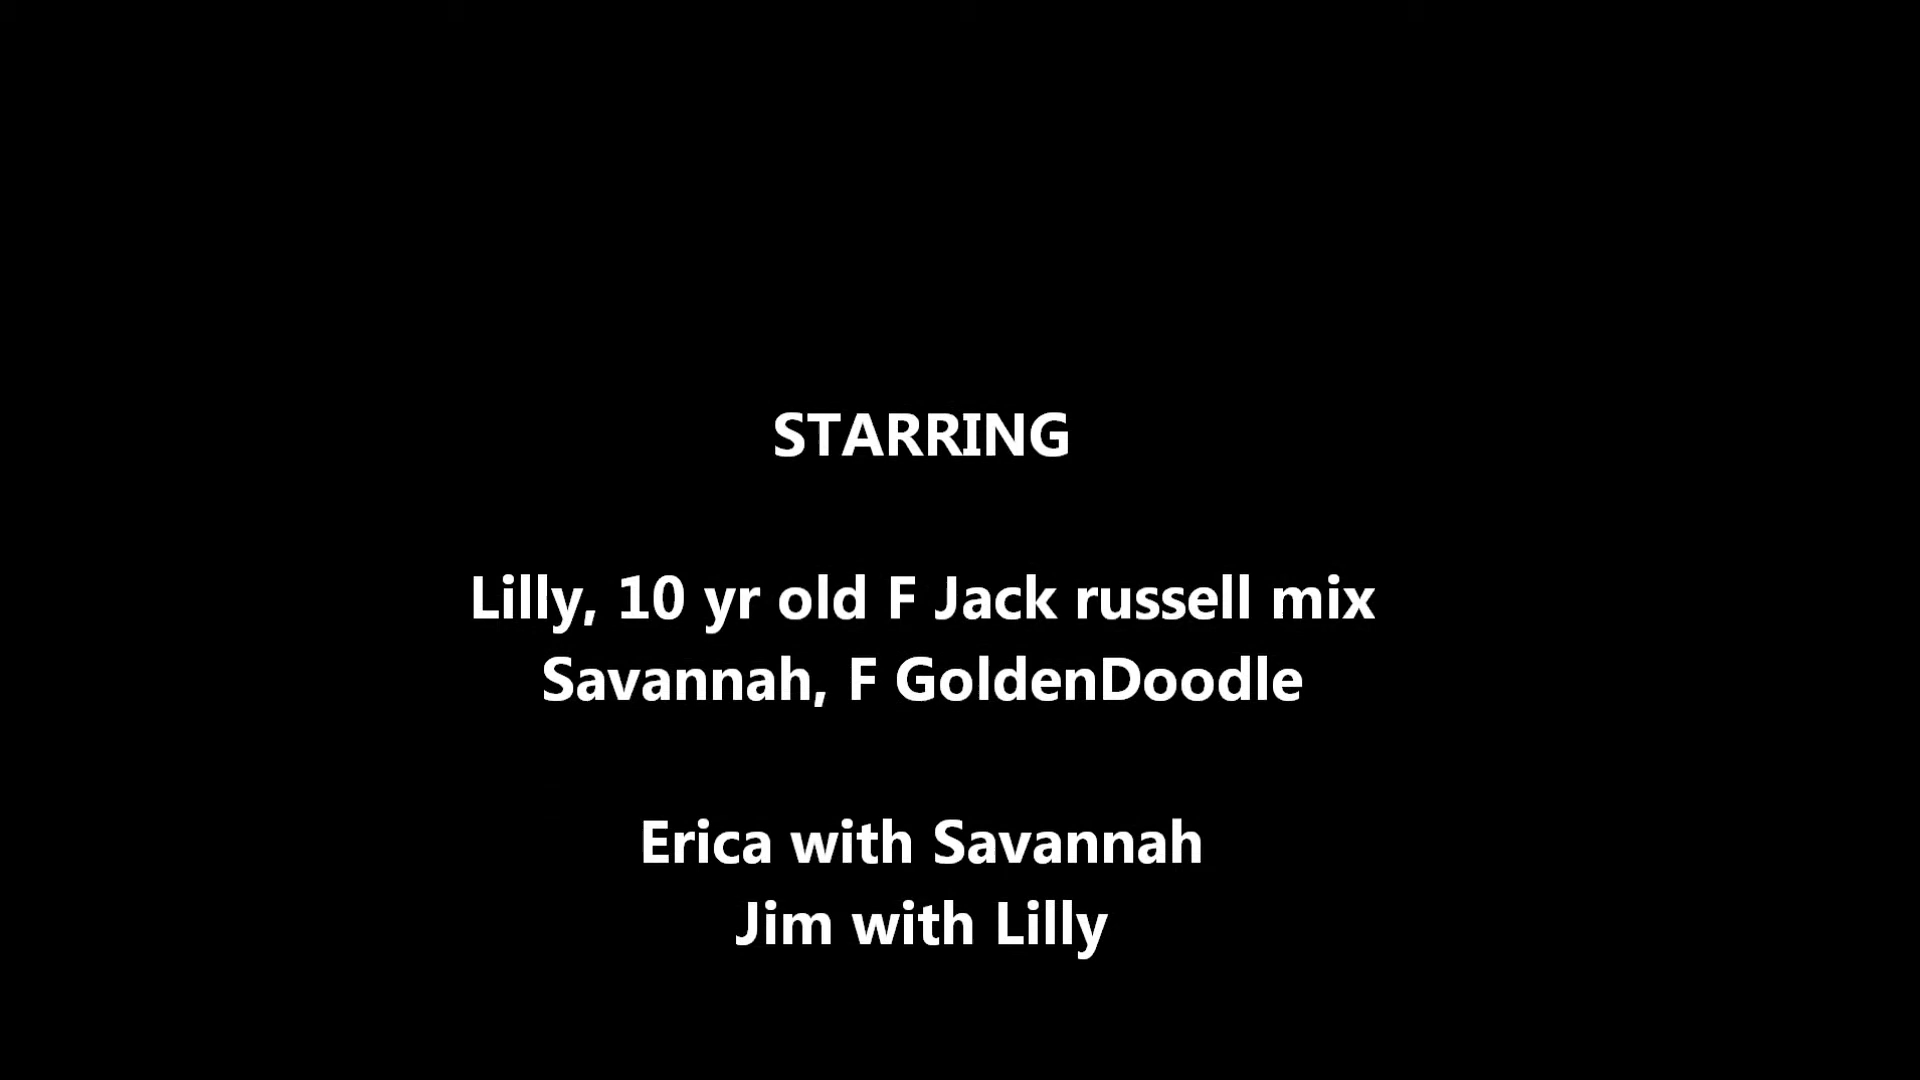 STARRING
Lilly, 10 yr old F Jack russell mix
Savannah, F GoldenDoodle
Erica with Savannah
Jim with Lilly